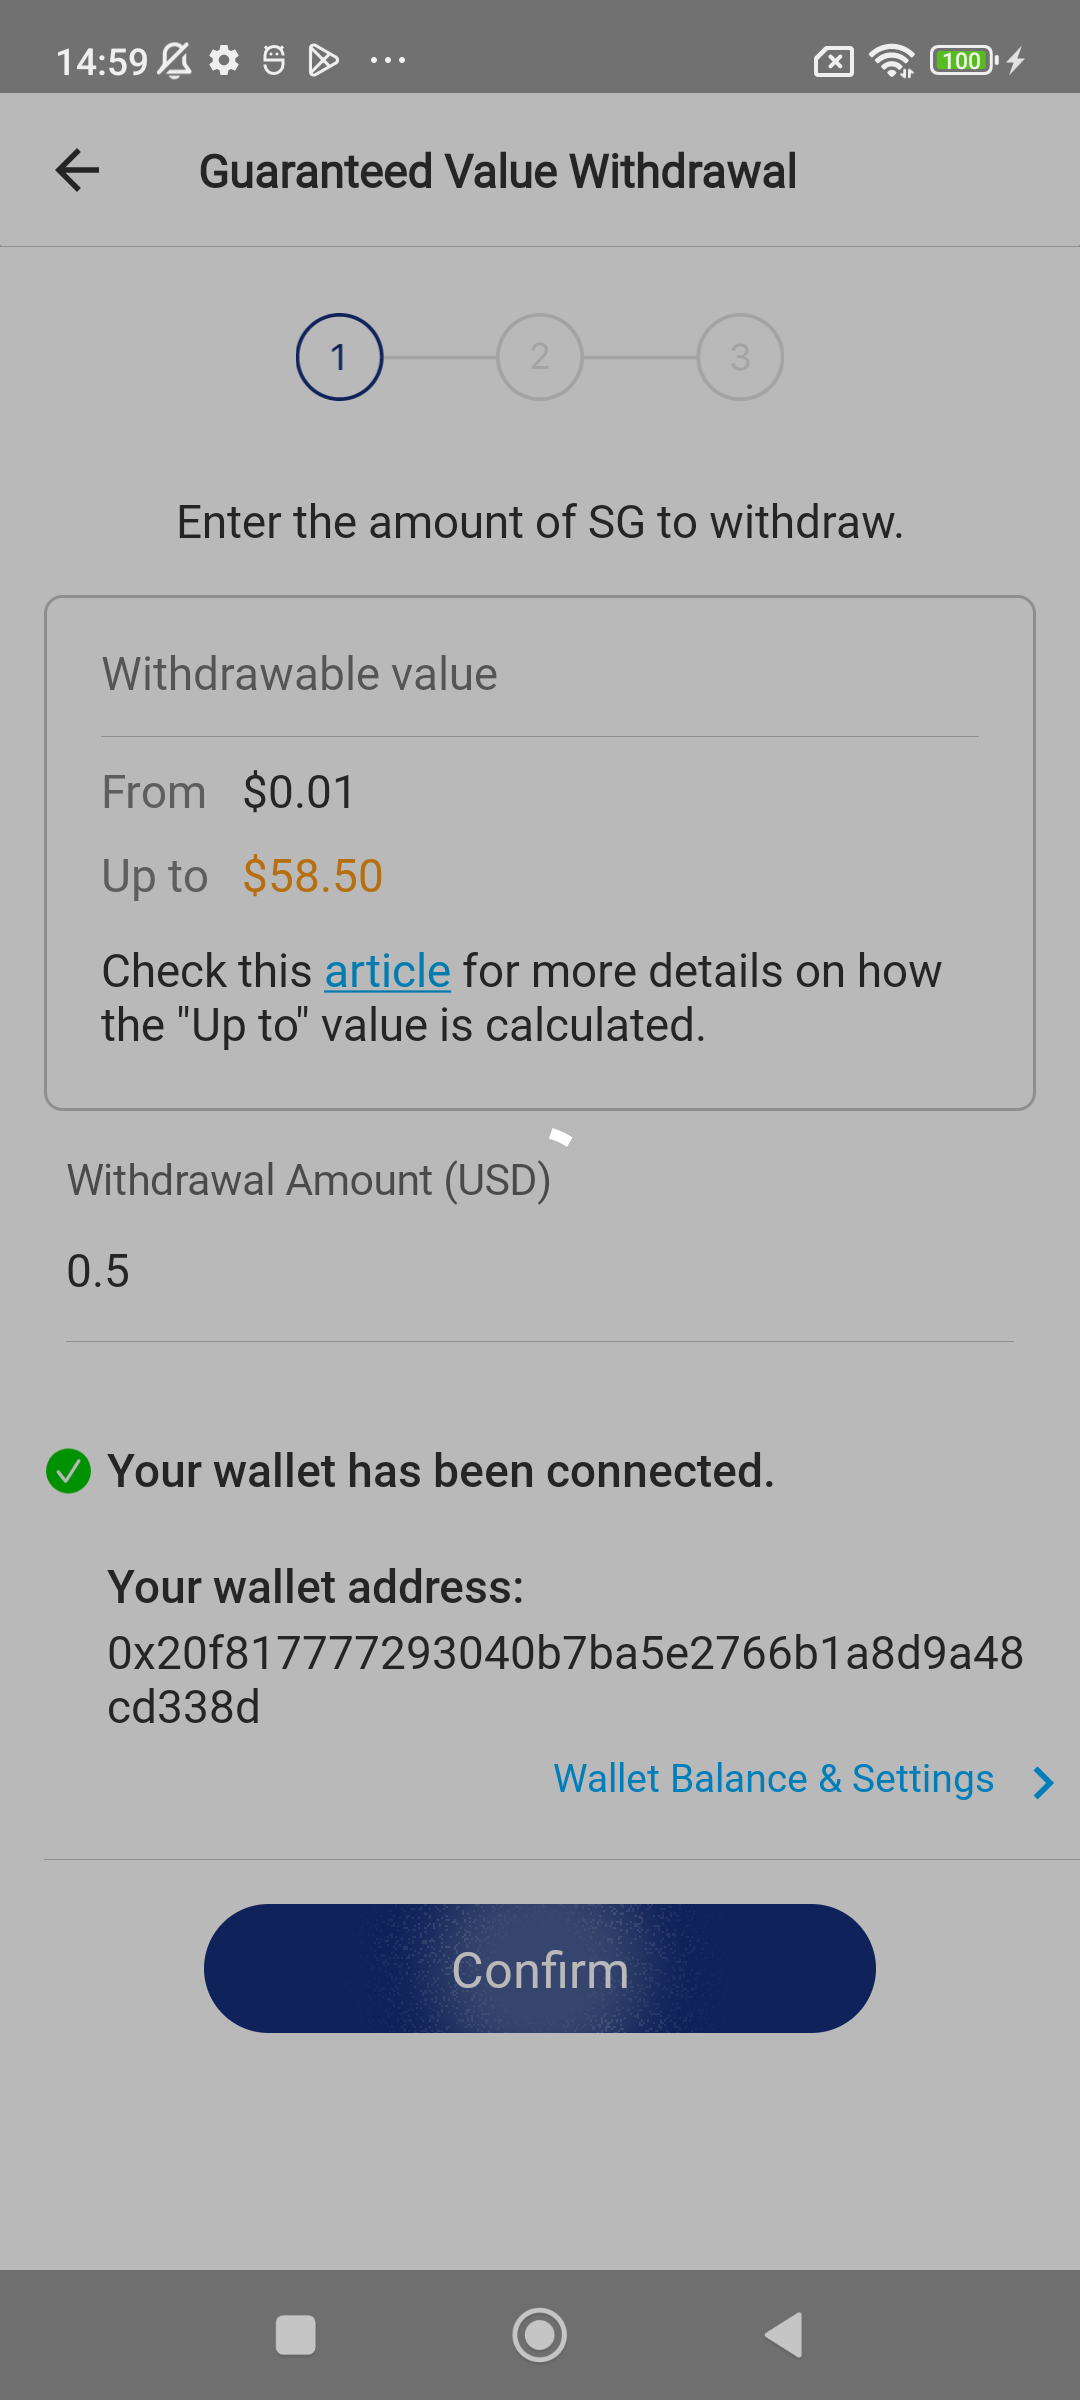 14:59
100
Guaranteed Value Withdrawal
1 2 3
Enter the amount of SG to withdraw.
Withdrawable value
From $0.01
Up to $58.50
Check this article for more details on how
the "Up to" value is calculated.
Withdrawal Amount (USD)
0.5
Your wallet has been connected.
Your wallet address:
0x20f817777293040b7ba5e2766b1a8d9a48
cd338d
Wallet Balance & Settings
Confirm